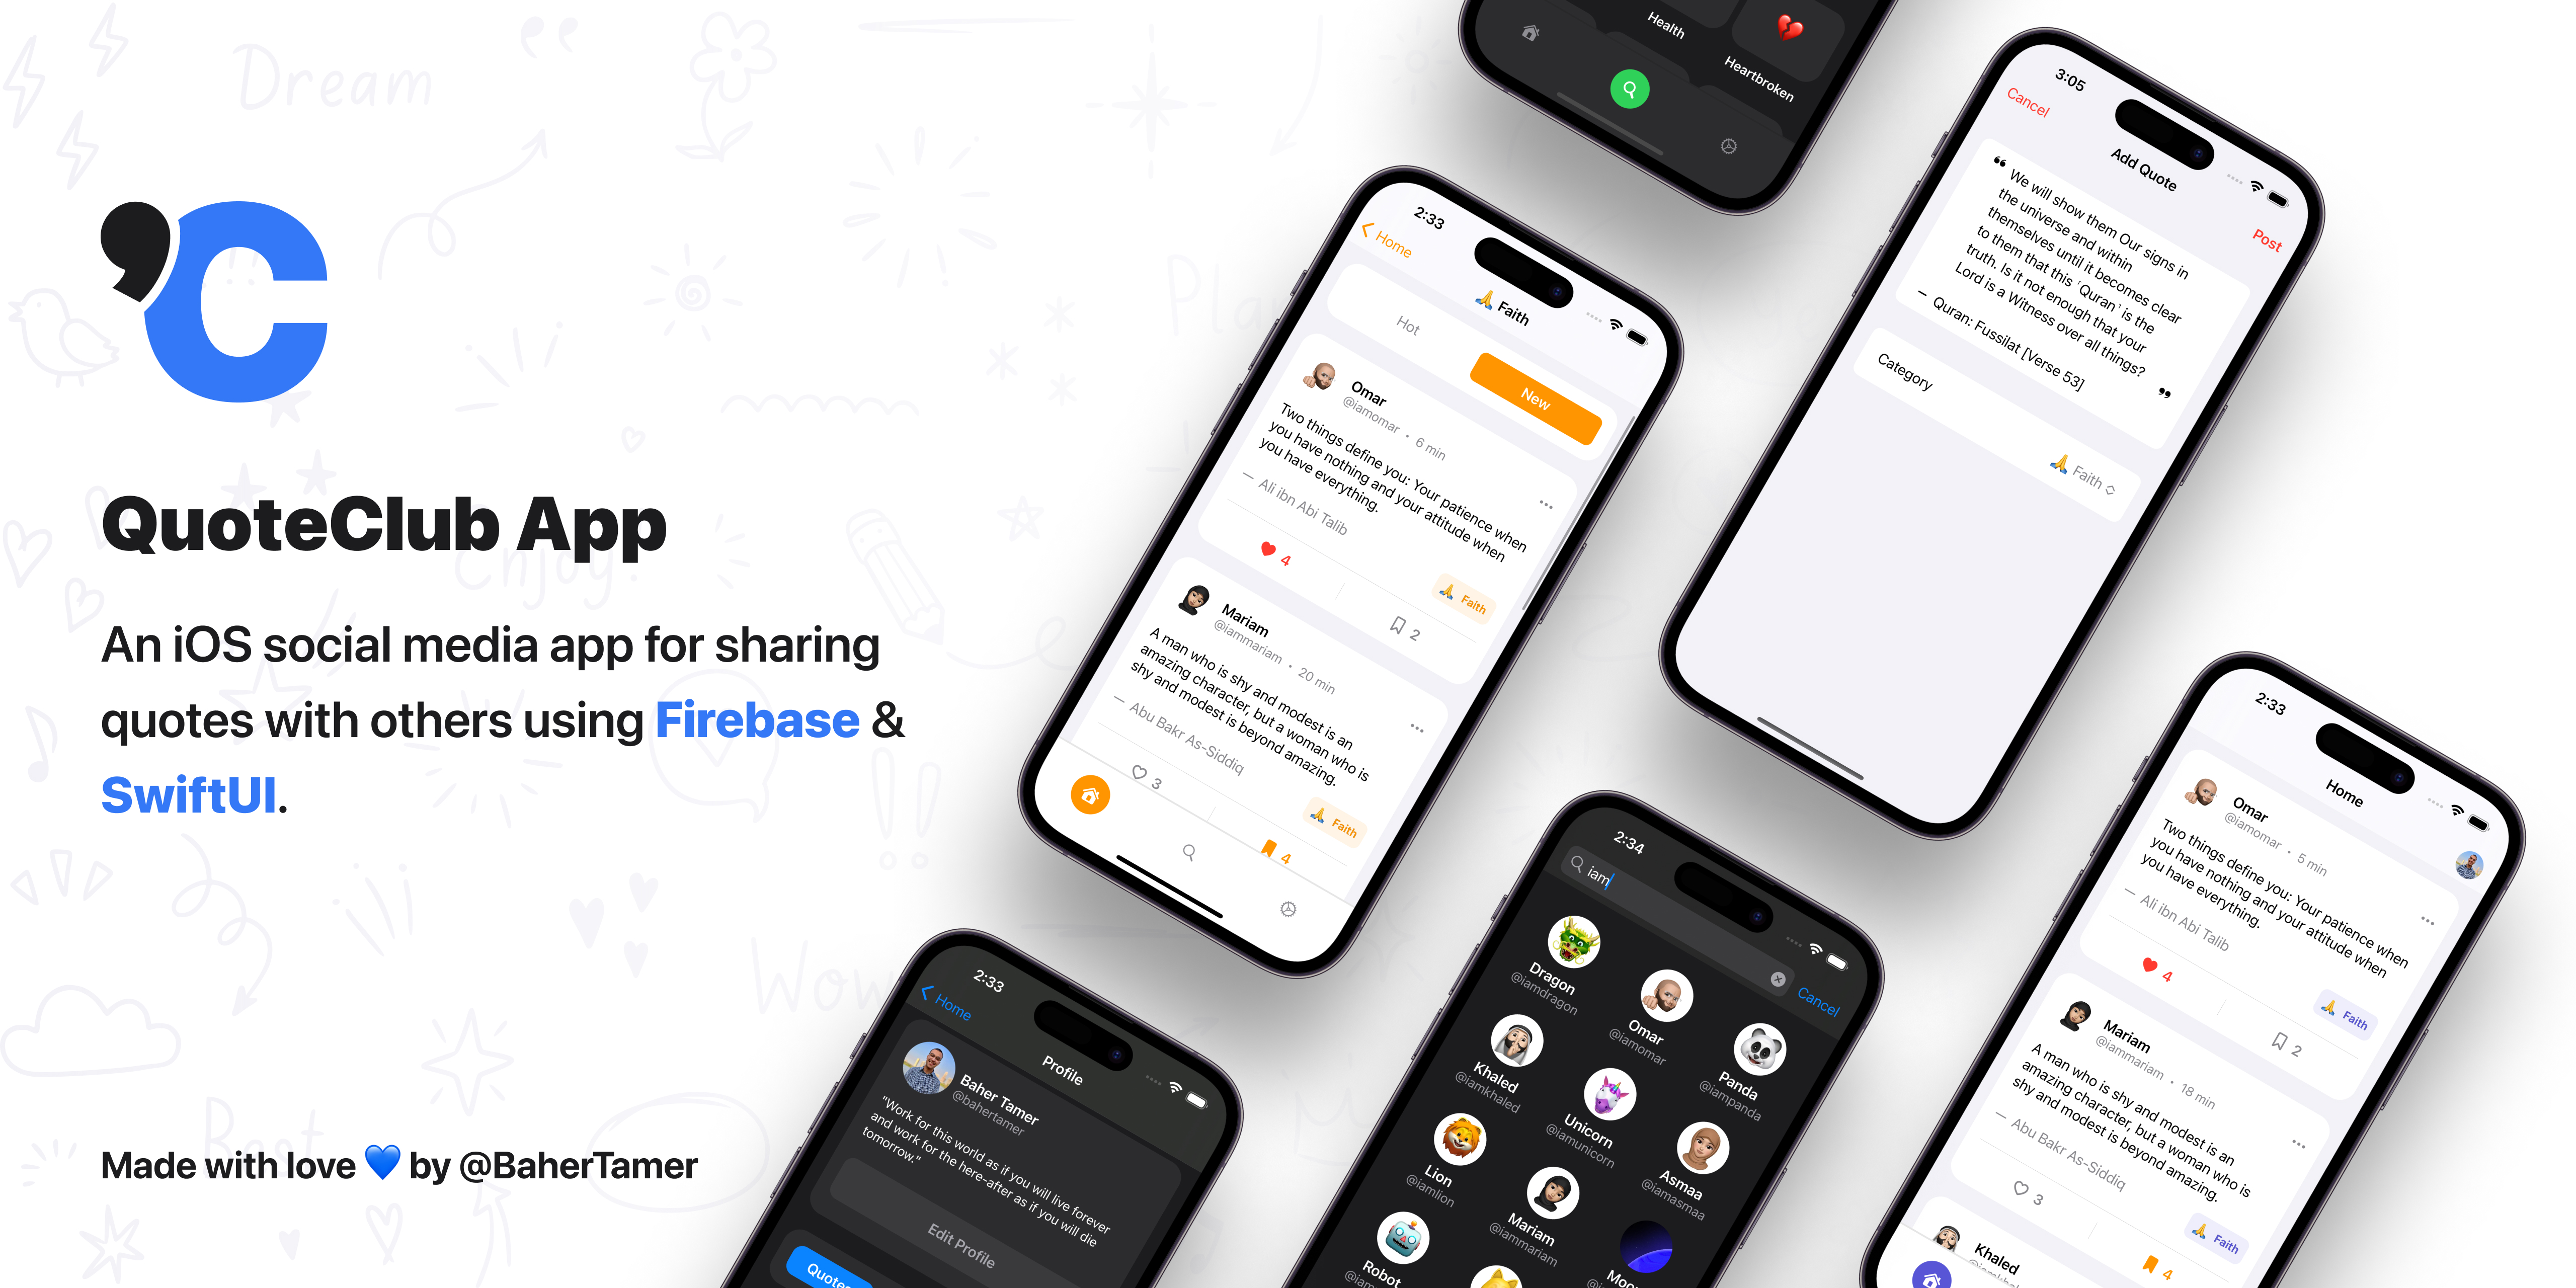 QuoteClub App
An iOS social media app for sharing
quotes with others using Firebase &
SwiftUI.
Made with love 💙 by @BaherTamer
Dream
Enjoy!
Wow
Best
Health
Heartbroken
3:05
Cancel
Add Quote
Post
❝ We will show them Our signs in
the universe and within
themselves until it becomes clear
to them that this ˹Quran˺ is the
truth. Is it not enough that your
Lord is a Witness over all things? ❞
— Quran: Fussilat [Verse 53]
Category
🙏 Faith
2:33
Home
🙏 Faith
Hot
New
Omar
@iamomar • 6 min
Two things define you: Your patience when
you have nothing and your attitude when
you have everything.
— Ali ibn Abi Talib
4
2
🙏 Faith
Mariam
@iammariam • 20 min
A man who is shy and modest is an
amazing character, but a woman who is
shy and modest is beyond amazing.
— Abu Bakr As-Siddiq
3
4
🙏 Faith
2:33
Home
Profile
Baher Tamer
@bahertamer
"Work for this world as if you will live forever
and work for the here-after as if you will die
tomorrow."
Edit Profile
Quotes
2:34
iam
Cancel
Dragon
@iamdragon
Omar
@iamomar
Panda
@iampanda
Khaled
@iamkhaled
Unicorn
@iamunicorn
Asmaa
@iamasmaa
Lion
@iamlion
Mariam
@iammariam
Robot
2:33
Home
Omar
@iamomar • 5 min
Two things define you: Your patience when
you have nothing and your attitude when
you have everything.
— Ali ibn Abi Talib
4
2
🙏 Faith
Mariam
@iammariam • 18 min
A man who is shy and modest is an
amazing character, but a woman who is
shy and modest is beyond amazing.
— Abu Bakr As-Siddiq
3
4
🙏 Faith
Khaled